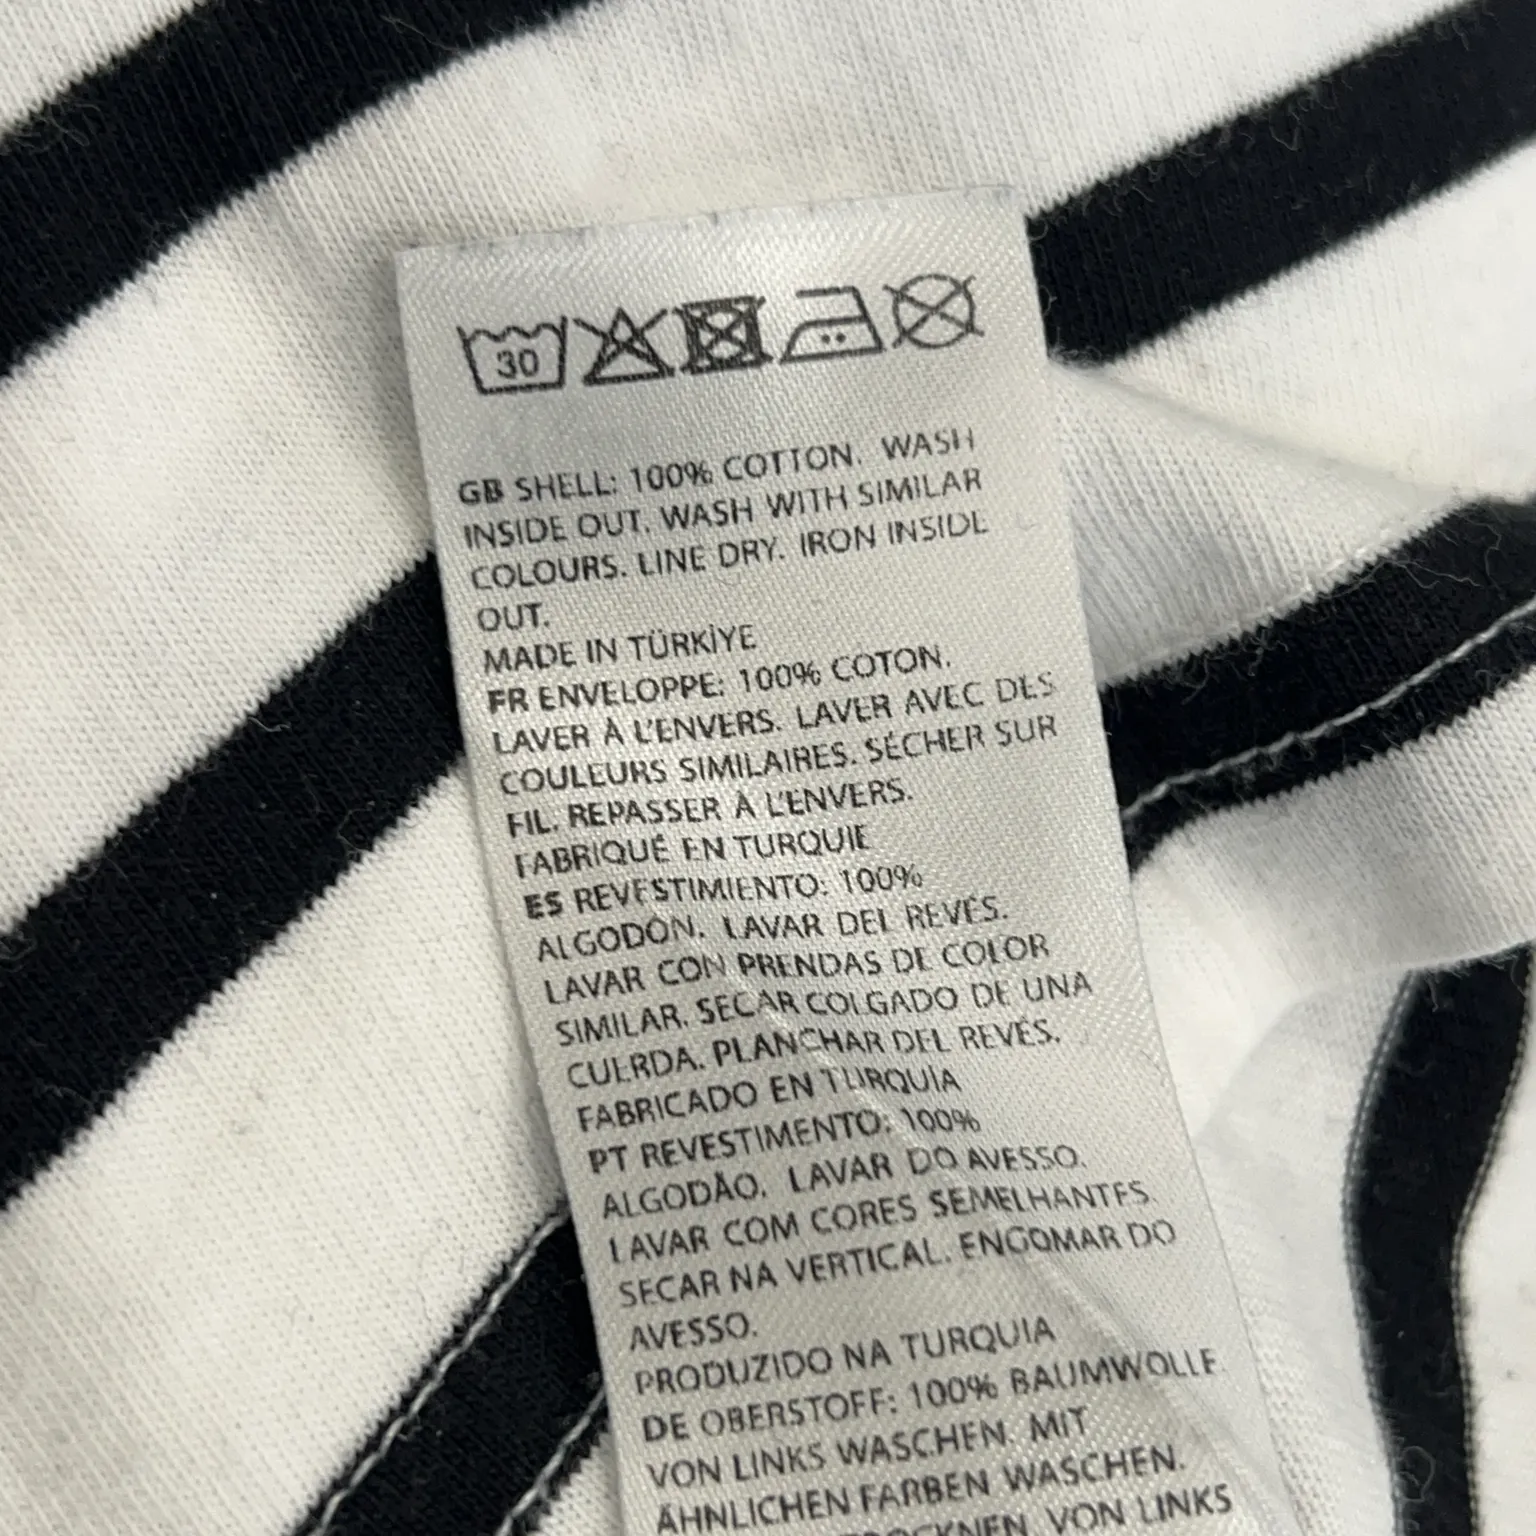 30
GB SHELL: 100% COTTON. WASH
INSIDE OUT. WASH WITH SIMILAR
COLOURS. LINE DRY. IRON INSIDE
OUT.
MADE IN TÜRKİYE
FR ENVELOPPE: 100% COTON.
LAVER À L'ENVERS. LAVER AVEC DES
COULEURS SIMILAIRES. SÉCHER SUR
FIL. REPASSER À L'ENVERS.
FABRIQUÉ EN TURQUIE
ES REVESTIMIENTO: 100%
ALGODÓN. LAVAR DEL REVÉS.
LAVAR CON PRENDAS DE COLOR
SIMILAR. SECAR COLGADO DE UNA
CUERDA. PLANCHAR DEL REVÉS.
FABRICADO EN TURQUÍA
PT REVESTIMENTO: 100%
ALGODÃO. LAVAR DO AVESSO.
LAVAR COM CORES SEMELHANTES.
SECAR NA VERTICAL. ENGOMAR DO
AVESSO.
PRODUZIDO NA TURQUIA
DE OBERSTOFF: 100% BAUMWOLLE.
VON LINKS WASCHEN. MIT
ÄHNLICHEN FARBEN WASCHEN.
VON LINKS